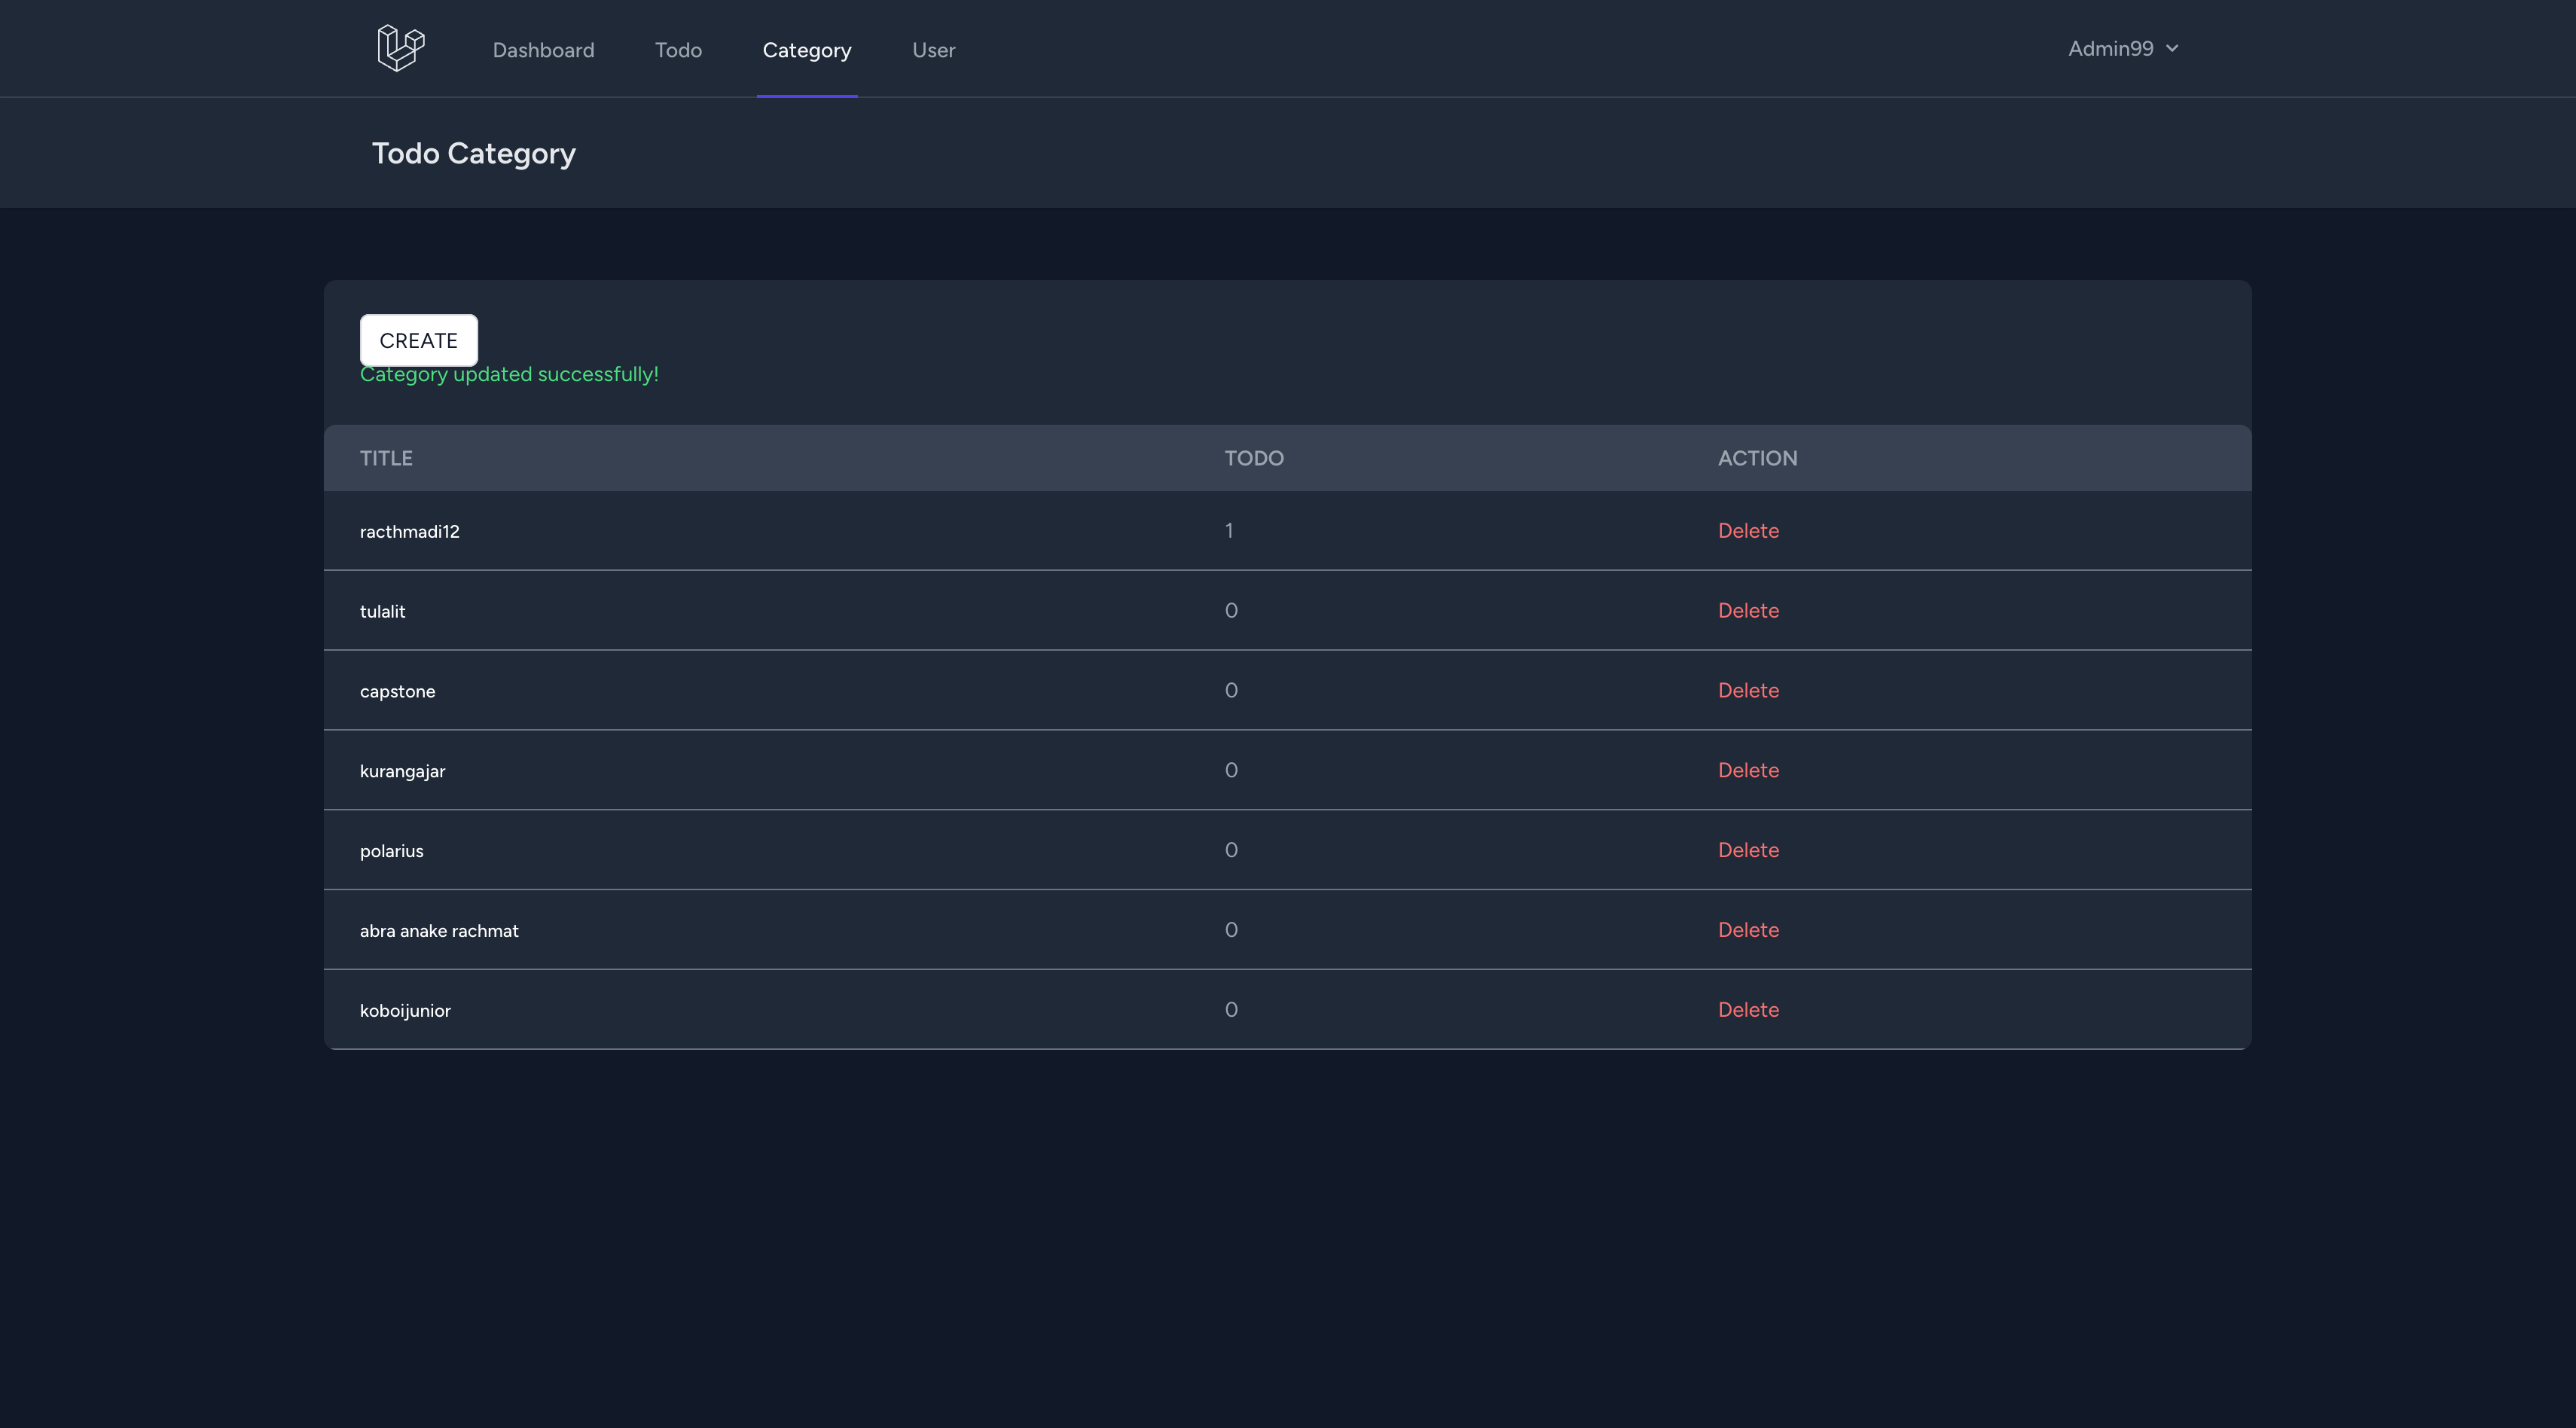 Dashboard Todo Category User Admin99
Todo Category
CREATE
Category updated successfully!
TITLE TODO ACTION
racthmadi12 1 Delete
tulalit 0 Delete
capstone 0 Delete
kurangajar 0 Delete
polarius 0 Delete
abra anake rachmat 0 Delete
koboijunior 0 Delete